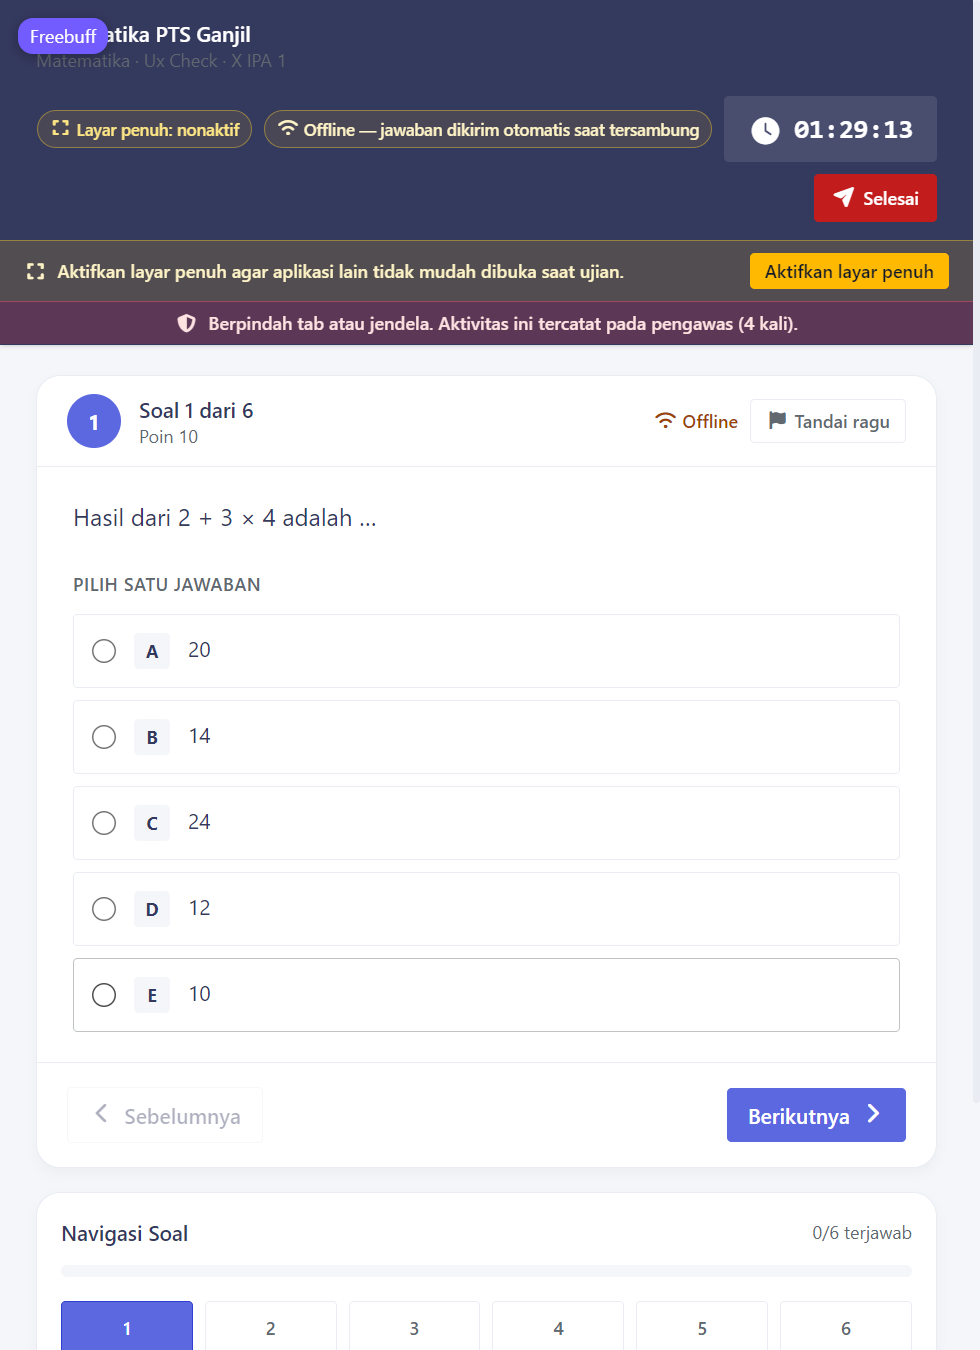 Freebuff
atika PTS Ganjil
Matematika · Ux Check · X IPA 1
Layar penuh: nonaktif
Offline — jawaban dikirim otomatis saat tersambung
01:29:13
Selesai
Aktifkan layar penuh agar aplikasi lain tidak mudah dibuka saat ujian.
Aktifkan layar penuh
Berpindah tab atau jendela. Aktivitas ini tercatat pada pengawas (4 kali).
1
Soal 1 dari 6
Poin 10
Offline
Tandai ragu
Hasil dari 2 + 3 × 4 adalah ...
PILIH SATU JAWABAN
A 20
B 14
C 24
D 12
E 10
Sebelumnya
Berikutnya
Navigasi Soal
0/6 terjawab
1 2 3 4 5 6